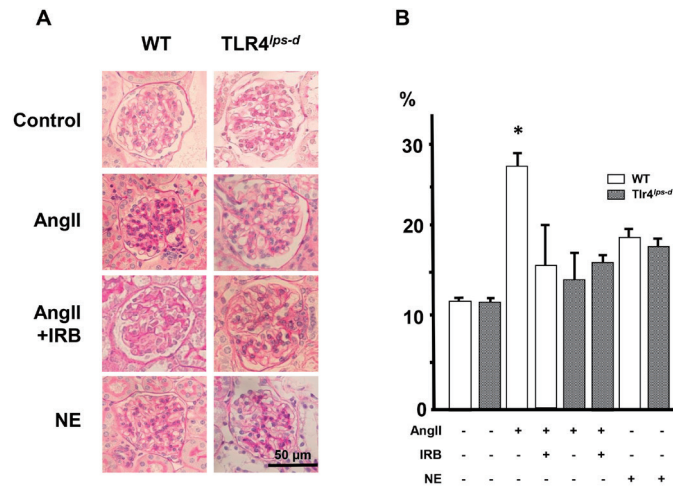 A
WT TLR4lps-d
Control
AngII
AngII
+IRB
NE
50 µm
B
%
30
20
10
0
*
WT
Tlr4lps-d
AngII - - + + + + - -
IRB - - - + - + - -
NE - - - - - - + +